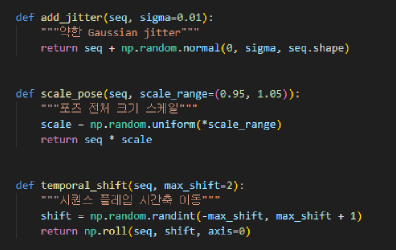 def add_jitter(seq, sigma=0.01):
"""약한 Gaussian jitter"""
return seq + np.random.normal(0, sigma, seq.shape)
def scale_pose(seq, scale_range=(0.95, 1.05)):
"""포즈 전체 크기 스케일"""
scale = np.random.uniform(*scale_range)
return seq * scale
def temporal_shift(seq, max_shift=2):
"""시퀀스 프레임 시간축 이동"""
shift = np.random.randint(-max_shift, max_shift + 1)
return np.roll(seq, shift, axis=0)